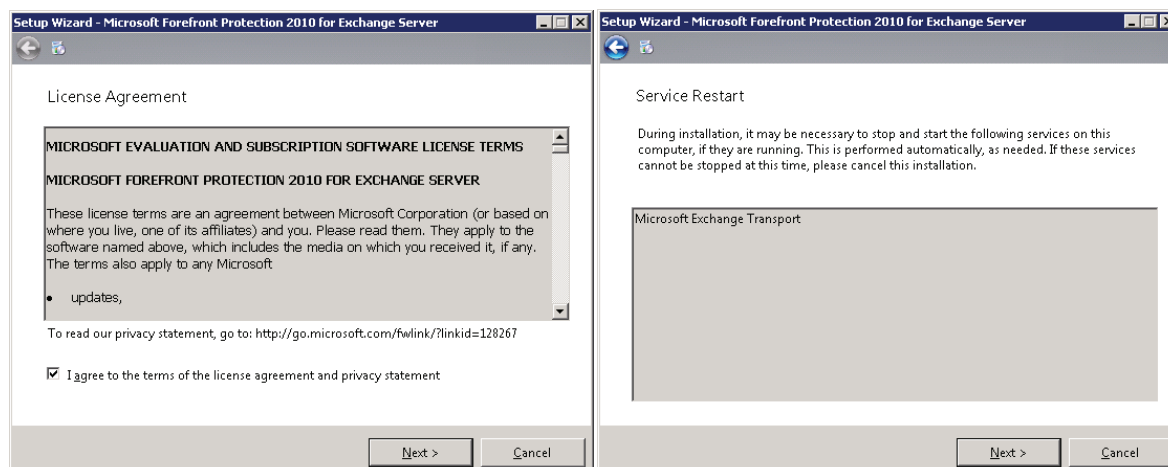 Setup Wizard - Microsoft Forefront Protection 2010 for Exchange Server
License Agreement
MICROSOFT EVALUATION AND SUBSCRIPTION SOFTWARE LICENSE TERMS
MICROSOFT FOREFRONT PROTECTION 2010 FOR EXCHANGE SERVER
These license terms are an agreement between Microsoft Corporation (or based on
where you live, one of its affiliates) and you. Please read them. They apply to the
software named above, which includes the media on which you received it, if any.
The terms also apply to any Microsoft
• updates,
To read our privacy statement, go to: http://go.microsoft.com/fwlink/?linkid=128267
I agree to the terms of the license agreement and privacy statement
Next >
Cancel
Setup Wizard - Microsoft Forefront Protection 2010 for Exchange Server
Service Restart
During installation, it may be necessary to stop and start the following services on this
computer, if they are running. This is performed automatically, as needed. If these services
cannot be stopped at this time, please cancel this installation.
Microsoft Exchange Transport
Next >
Cancel